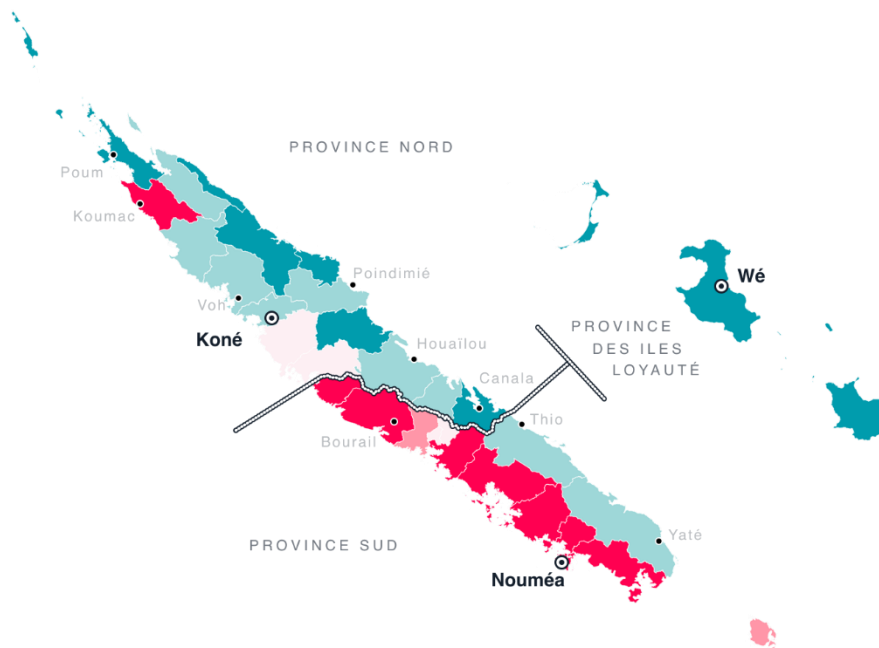 PROVINCE NORD
Poum
Koumac
Poindimié
Wé
Voh
Koné
PROVINCE
DES ILES
LOYAUTÉ
Houaïlou
Canala
Thio
Bourail
PROVINCE SUD
Yaté
Nouméa